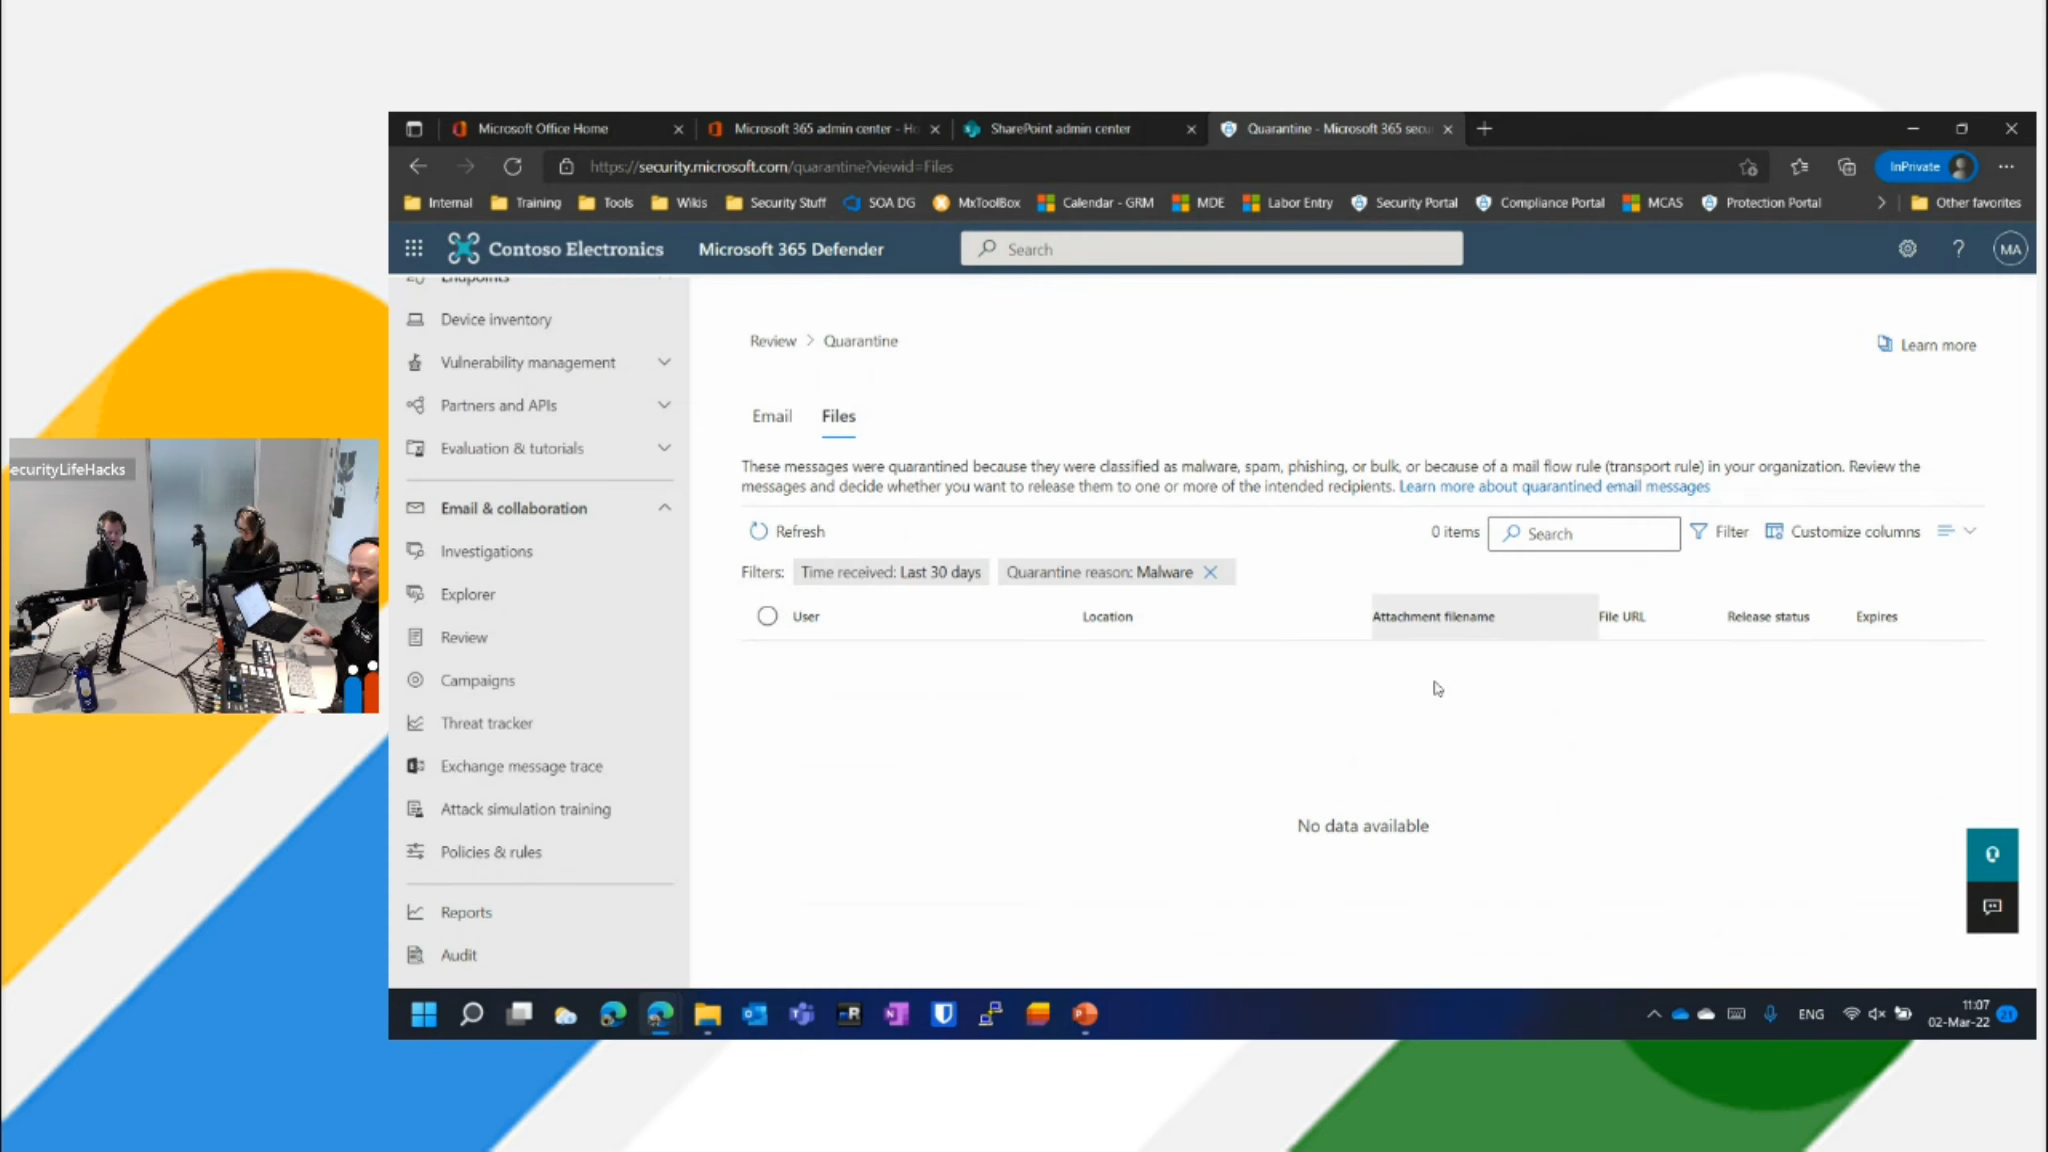 Microsoft Office Home
Microsoft 365 admin center - Ho
SharePoint admin center
Quarantine - Microsoft 365 secu
https://security.microsoft.com/quarantine?viewid=Files
InPrivate
Internal
Training
Tools
Wikis
Security Stuff
SOA DG
MxToolBox
Calendar - GRM
MDE
Labor Entry
Security Portal
Compliance Portal
MCAS
Protection Portal
Other favorites
Contoso Electronics
Microsoft 365 Defender
Search
?
MA
Endpoints
Device inventory
Vulnerability management
Partners and APIs
Evaluation & tutorials
Email & collaboration
Investigations
Explorer
Review
Campaigns
Threat tracker
Exchange message trace
Attack simulation training
Policies & rules
Reports
Audit
Review > Quarantine
Learn more
Email
Files
These messages were quarantined because they were classified as malware, spam, phishing, or bulk, or because of a mail flow rule (transport rule) in your organization. Review the
messages and decide whether you want to release them to one or more of the intended recipients. Learn more about quarantined email messages
Refresh
0 items
Search
Filter
Customize columns
Filters:
Time received: Last 30 days
Quarantine reason: Malware
User
Location
Attachment filename
File URL
Release status
Expires
No data available
ecurityLifeHacks
ENG
11:07
02-Mar-22
21